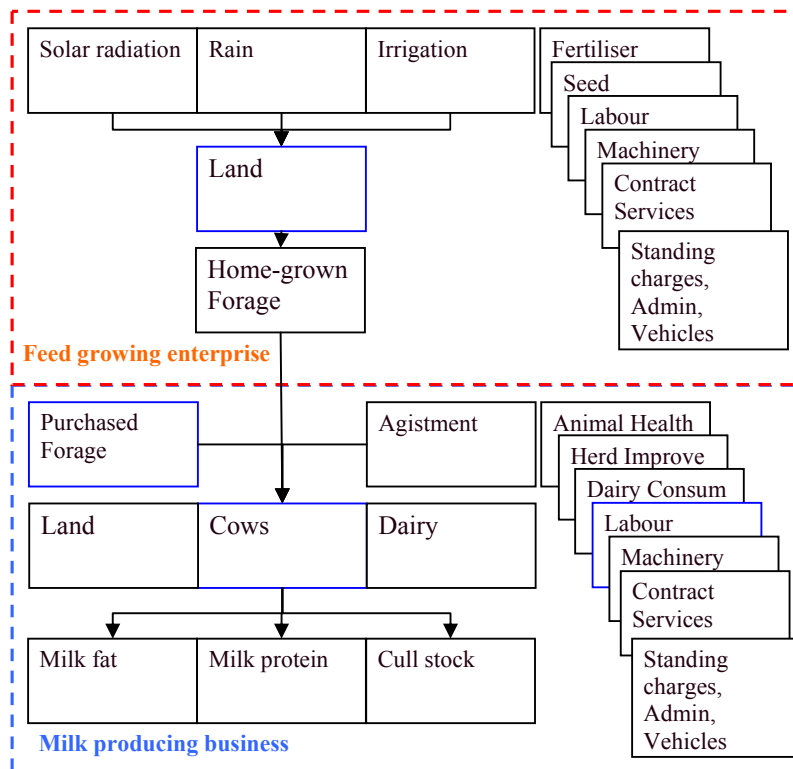 Solar radiation
Rain
Irrigation
Fertiliser
Seed
Labour
Machinery
Contract
Services
Standing
charges,
Admin,
Vehicles
Land
Home-grown
Forage
Feed growing enterprise
Purchased
Forage
Agistment
Animal Health
Herd Improve
Dairy Consum
Labour
Machinery
Contract
Services
Standing
charges,
Admin,
Vehicles
Land
Cows
Dairy
Milk fat
Milk protein
Cull stock
Milk producing business